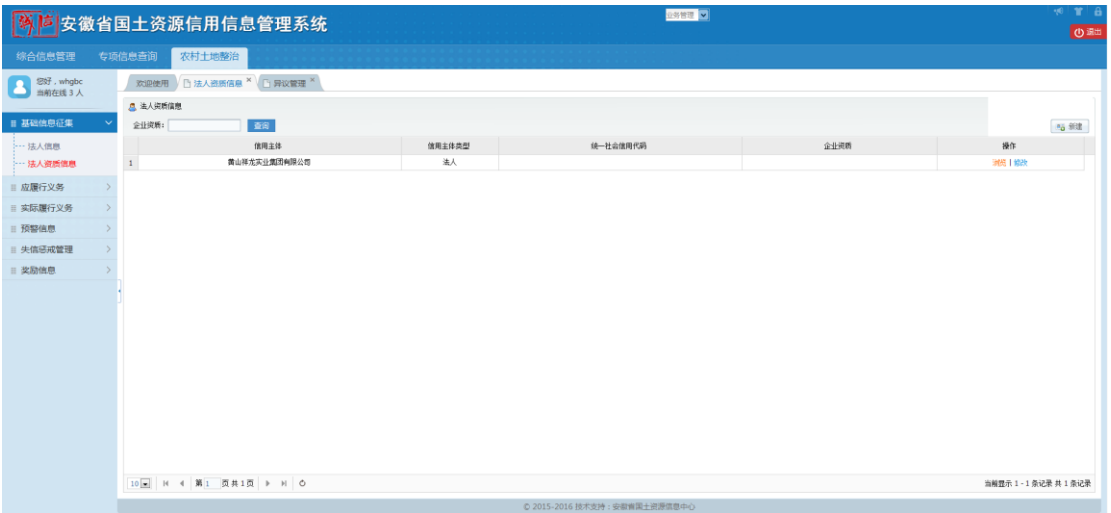 诚信 安徽省国土资源信用信息管理系统
业务管理
退出
综合信息管理 专项信息查询 农村土地整治
您好，whgbc
当前在线 3 人
欢迎使用 法人资质信息 × 异议管理 ×
法人资质信息
基础信息征集
企业资质： 查询 新建
法人信息
法人资质信息
信用主体 信用主体类型 统一社会信用代码 企业资质 操作
1 黄山祥龙实业集团有限公司 法人 浏览 | 修改
应履行义务
实际履行义务
预警信息
失信惩戒管理
奖励信息
10 第 1 页 共 1 页 当前显示 1 - 1 条记录 共 1 条记录
© 2015-2016 技术支持：安徽省国土资源信息中心